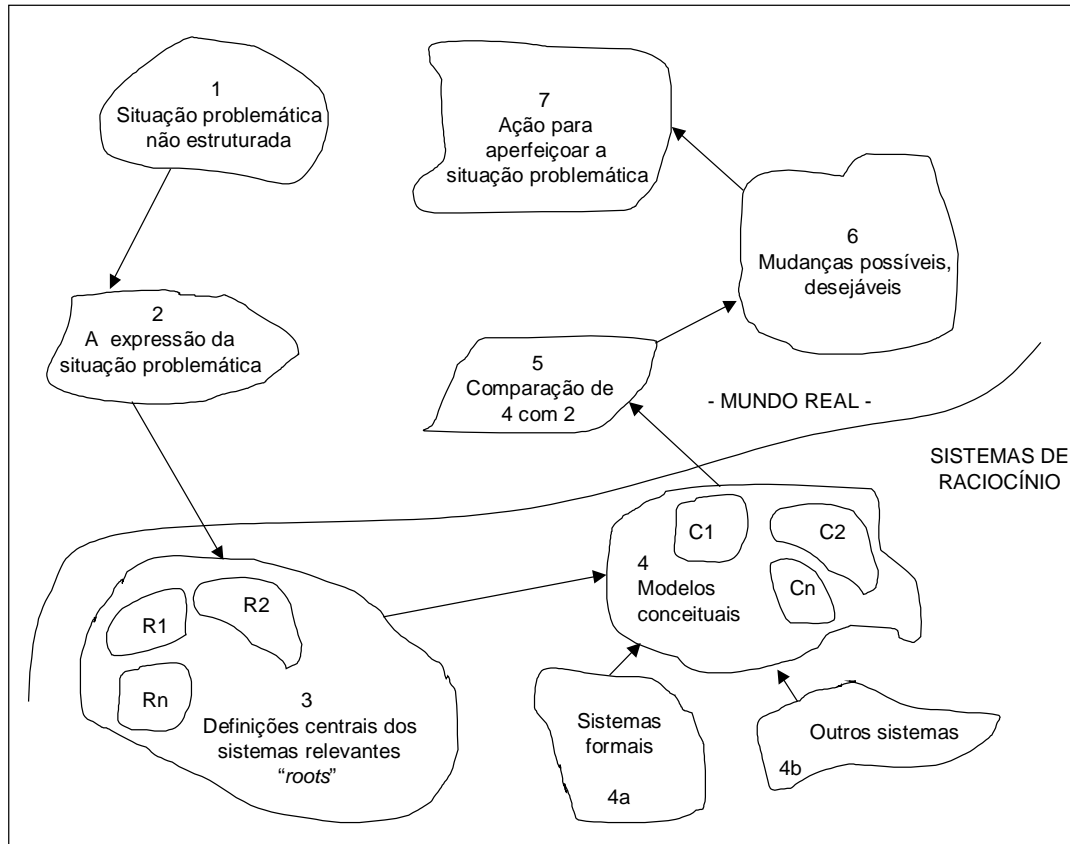 1
Situação problemática
não estruturada
7
Ação para
aperfeiçoar a
situação problemática
6
Mudanças possíveis,
desejáveis
2
A expressão da
situação problemática
5
Comparação de
4 com 2
- MUNDO REAL -
SISTEMAS DE
RACIOCÍNIO
C1
C2
4
Modelos
conceituais
Cn
R1
R2
Rn
3
Definições centrais dos
sistemas relevantes
“roots”
Sistemas
formais
4a
Outros sistemas
4b